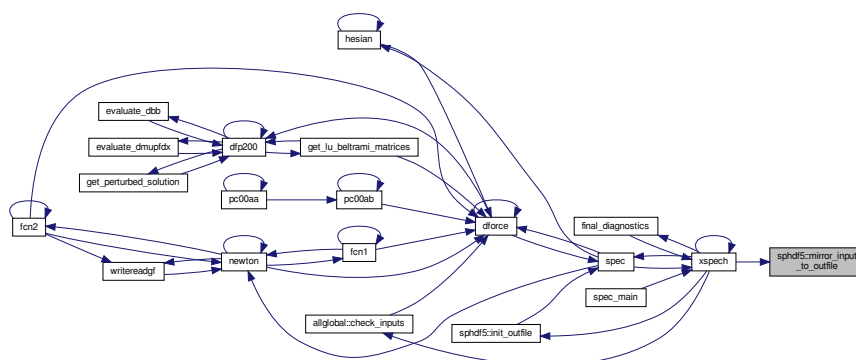 hesian
evaluate_dbb
evaluate_dmupfdx
dfp200
get_lu_beltrami_matrices
get_perturbed_solution
pc00aa
pc00ab
fcn2
dforce
final_diagnostics
fcn1
writereadgf
newton
spec
xspech
sphdf5::mirror_input
_to_outfile
spec_main
allglobal::check_inputs
sphdf5::init_outfile